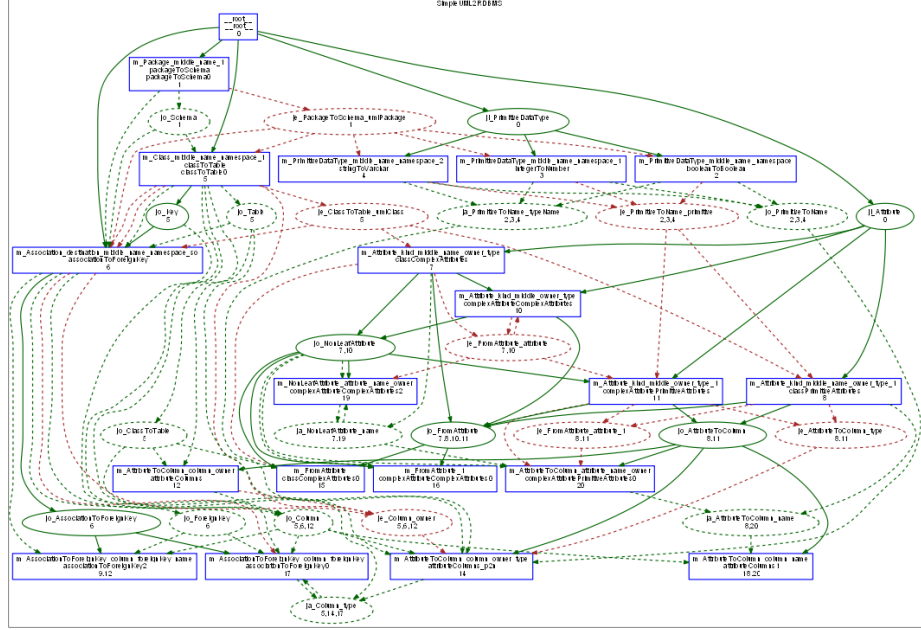 SimpleUML2RDBMS
__root__
__root__
0
m_Package_middle_name_1
packageToSchema
packageToSchema0
1
jo_Schema
1
je_PackageToSchema_umlPackage
1
ji_PrimitiveDataType
0
m_Class_middle_name_namespace_1
classToTable
classToTable0
5
m_PrimitiveDataType_middle_name_namespace_2
stringToVarchar
4
m_PrimitiveDataType_middle_name_namespace_1
integerToNumber
3
m_PrimitiveDataType_middle_name_namespace
booleanToBoolean
2
jo_Key
5
jo_Table
5
je_ClassToTable_umlClass
5
ja_PrimitiveToName_typeName
2,3,4
je_PrimitiveToName_primitive
2,3,4
jo_PrimitiveToName
2,3,4
ji_Attribute
0
m_Association_destination_middle_name_namespace_so
associationToForeignKey
6
m_Attribute_kind_middle_owner_type
classComplexAttributes
7
m_Attribute_kind_middle_owner_type
complexAttributeComplexAttributes
10
jo_NonLeafAttribute
7,10
je_FromAttribute_attribute
7,10
m_NonLeafAttribute_attribute_name_owner
complexAttributeComplexAttributes2
19
m_Attribute_kind_middle_owner_type_1
complexAttributePrimitiveAttributes
11
m_Attribute_kind_middle_owner_type_1
classPrimitiveAttributes
8
jo_ClassToTable
5
ja_NonLeafAttribute_name
7,19
jo_FromAttribute
7,8,10,11
je_FromAttribute_attribute_1
8,11
jo_AttributeToColumn
8,11
je_AttributeToColumn_type
8,11
m_AttributeToColumn_column_owner
attributeColumns
12
m_FromAttribute
classComplexAttributes0
15
m_FromAttribute_1
complexAttributeComplexAttributes0
16
m_AttributeToColumn_attribute_name_owner
complexAttributePrimitiveAttributes0
20
jo_AssociationToForeignKey
6
jo_ForeignKey
6
jo_Column
5,6,12
je_Column_owner
5,6,12
ja_AttributeToColumn_name
8,20
m_AssociationToForeignKey_column_foreignKey_name
associationToForeignKey2
9,12
m_AssociationToForeignKey_column_foreignKey
associationToForeignKey0
17
m_AttributeToColumn_column_owner_type
attributeColumns_p2n
14
m_AttributeToColumn_column_name
attributeColumns1
18,20
ja_Column_type
5,14,17